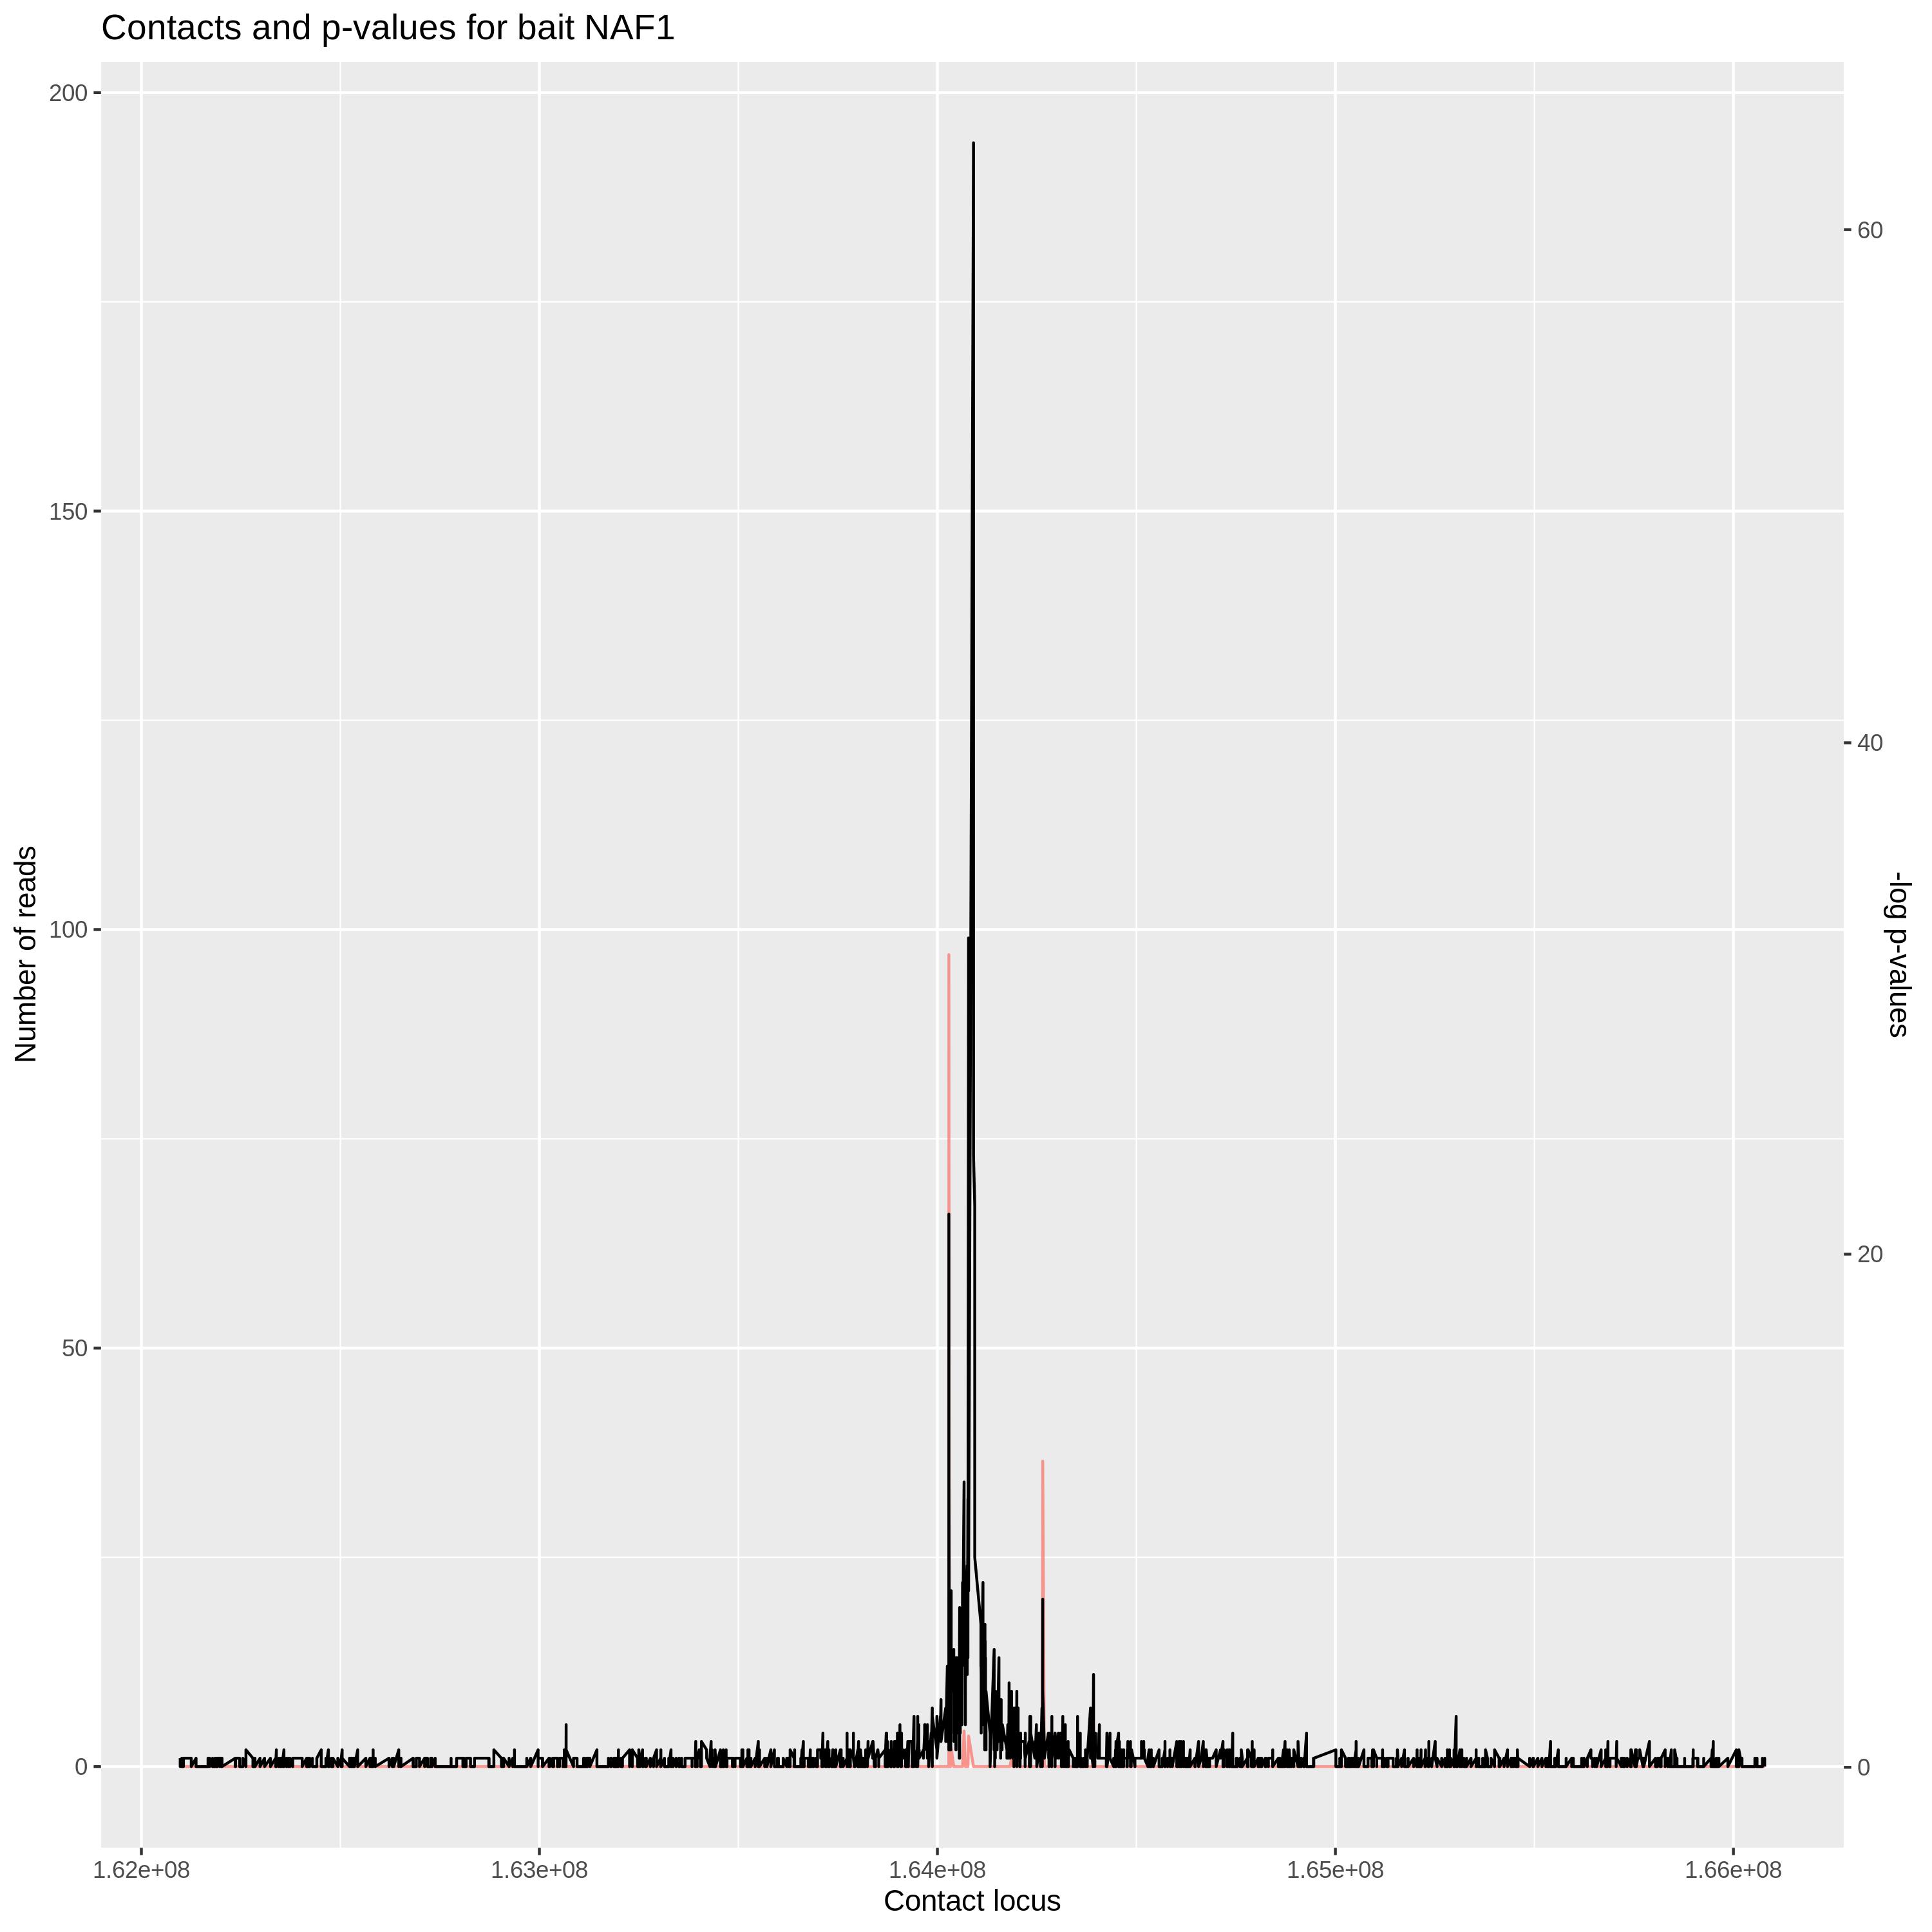 Contacts and p-values for bait NAF1
200
150
100
50
0
Number of reads
60
40
20
0
-log p-values
1.62e+08
1.63e+08
1.64e+08
1.65e+08
1.66e+08
Contact locus